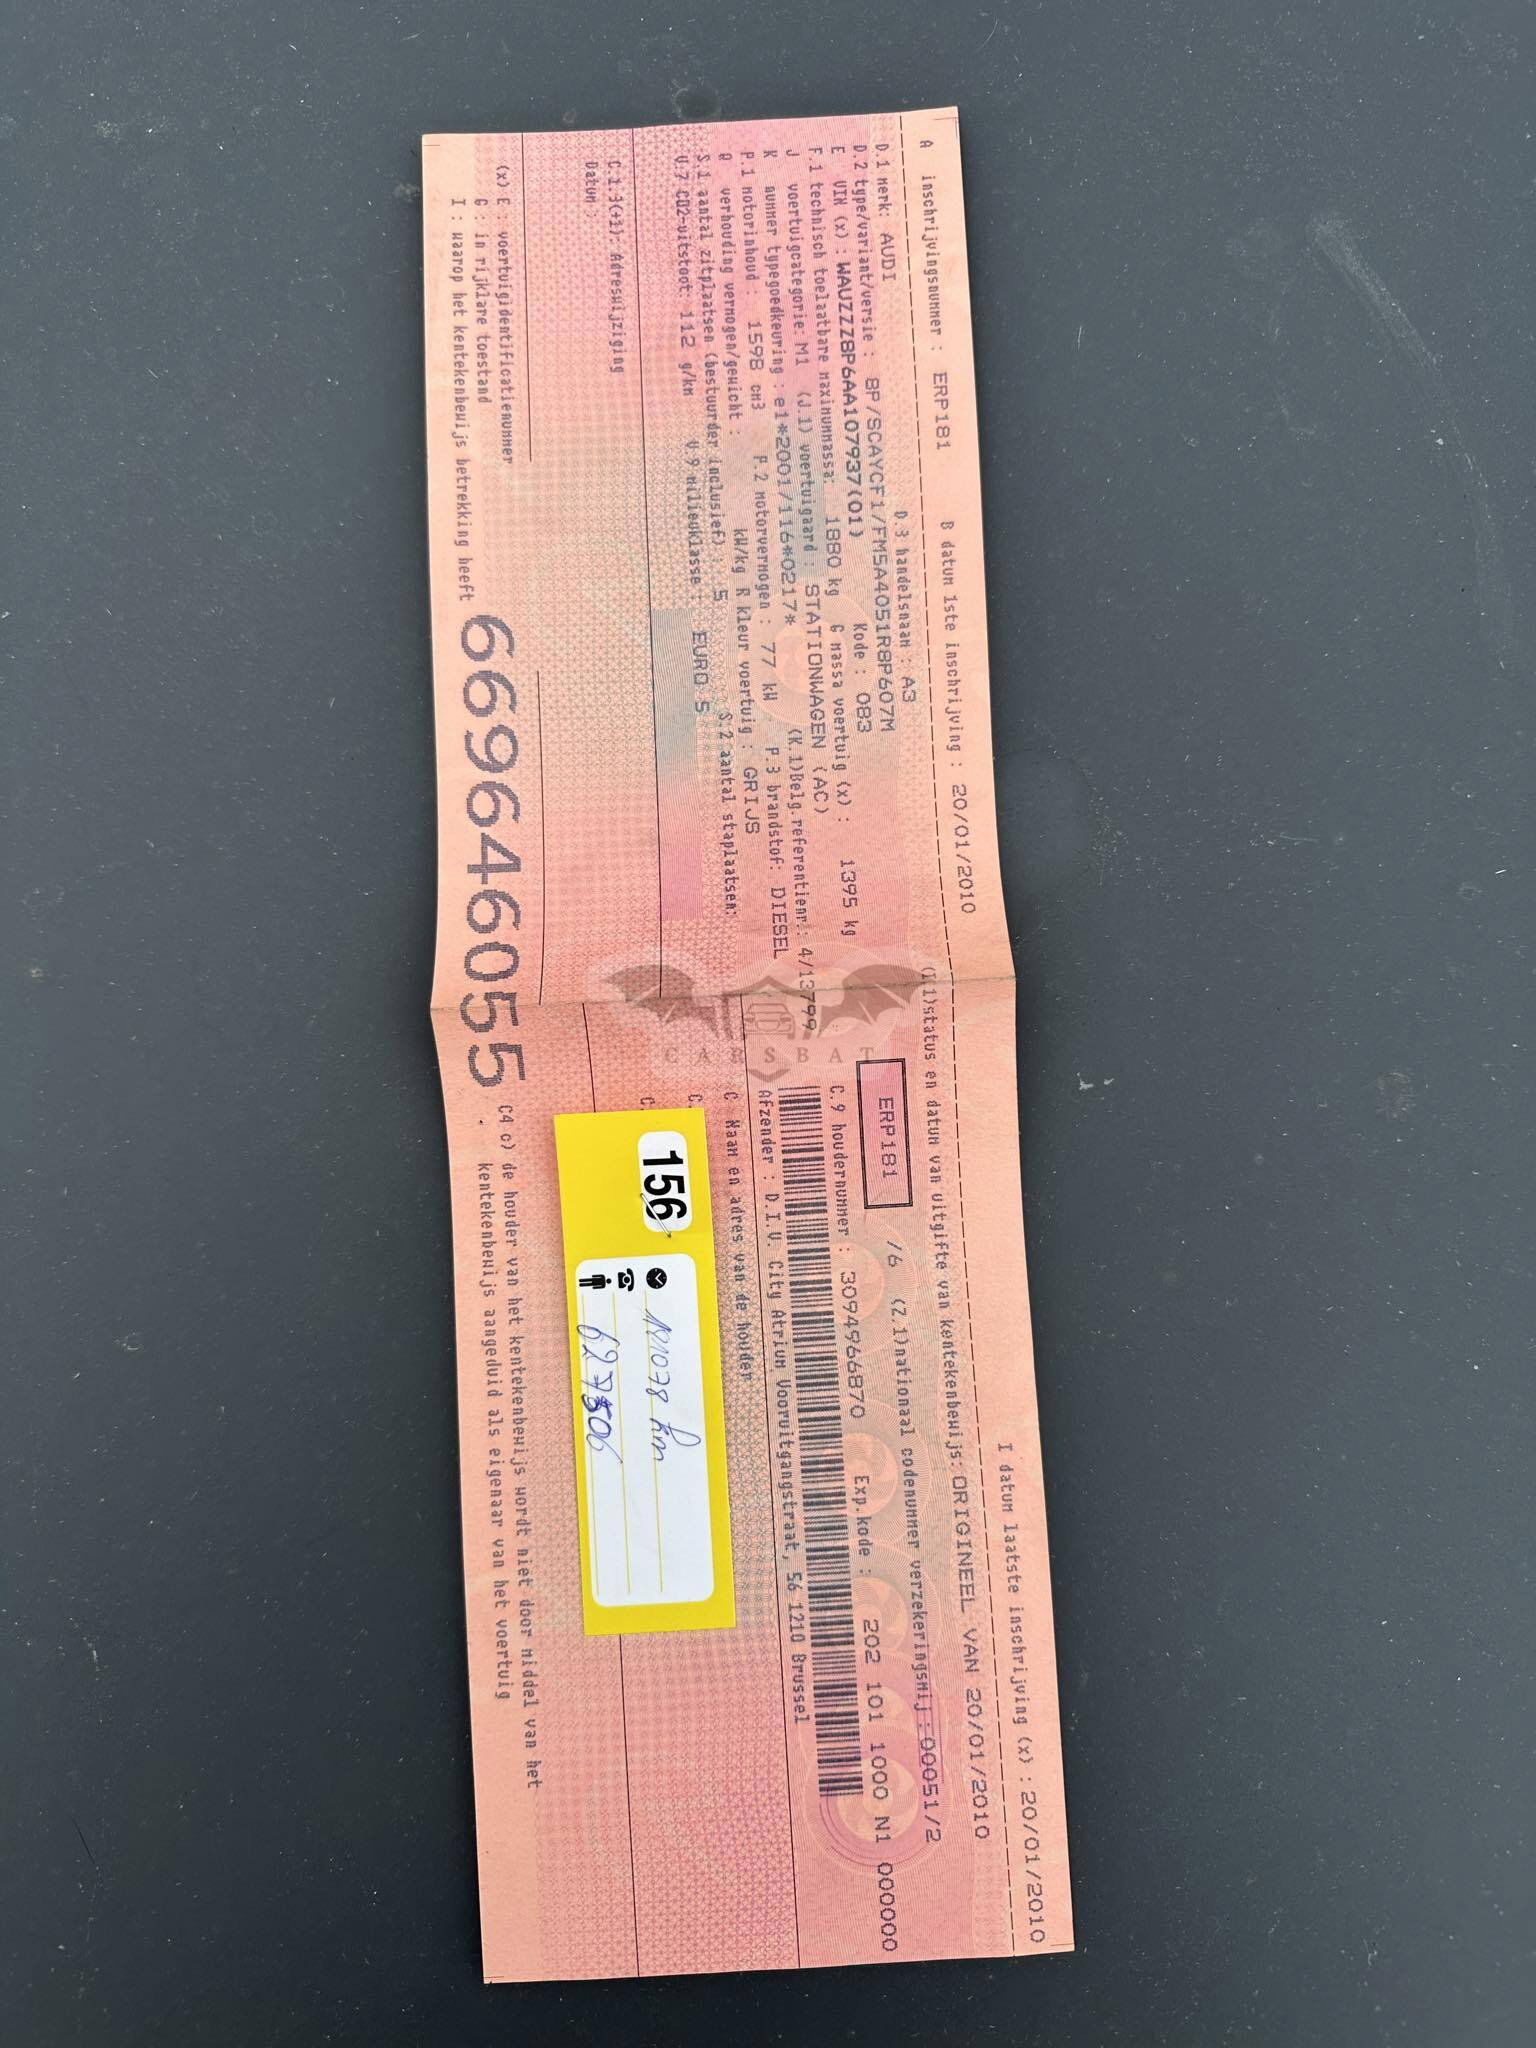 A inschrijvingsnummer : ERP181 B datum 1ste inschrijving : 20/01/2010
D.1 merk: AUDI D.3 handelsnaam : A3
D.2 type/variant/versie : 8P/SCAYCF1/FM5A4051R8P607M
E VIN (x) : WAUZZZ8P6AA107937(01) Kode : 083
F.1 technisch toelaatbare maximummassa: 1880 kg G massa voertuig (x) : 1395 kg
J voertuigcategorie: M1 (J.1) voertuigaard : STATIONWAGEN (AC)
K nummer typegoedkeuring : e1*2001/116*0217* (K.1)Belg.referentienr.: 4/13799
P.1 motorinhoud : 1598 cm3 P.2 motorvermogen : 77 kW P.3 brandstof: DIESEL
Q verhouding vermogen/gewicht : kW/kg R kleur voertuig : GRIJS
S.1 aantal zitplaatsen (bestuurder inclusief) : 5 S.2 aantal staplaatsen:
V.7 CO2-uitstoot: 112 g/km V.9 milieuklasse : EURO 5
C.1.3(+1): Adreswijziging
Datum :
(x) E : voertuigidentificatienummer
G : in rijklare toestand
I : waarop het kentekenbewijs betrekking heeft
669646055
I datum laatste inschrijving (x) : 20/01/2010
(I(1)status en datum van uitgifte van kentekenbewijs: ORIGINEEL VAN 20/01/2010
ERP181 /6 (Z.1)nationaal codenummer verzekeringsmij : 00051/2
C.9 houdernummer : 3094966870 Exp.kode : 202 101 1000 N1 000000
Afzender : D.I.V. City Atrium Vooruitgangstraat, 56 1210 Brussel
C Naam en adres van de houder
C.
C.
156
181078 km
627506
C4 c) de houder van het kentekenbewijs wordt niet door middel van het
kentekenbewijs aangeduid als eigenaar van het voertuig
CARSBAT